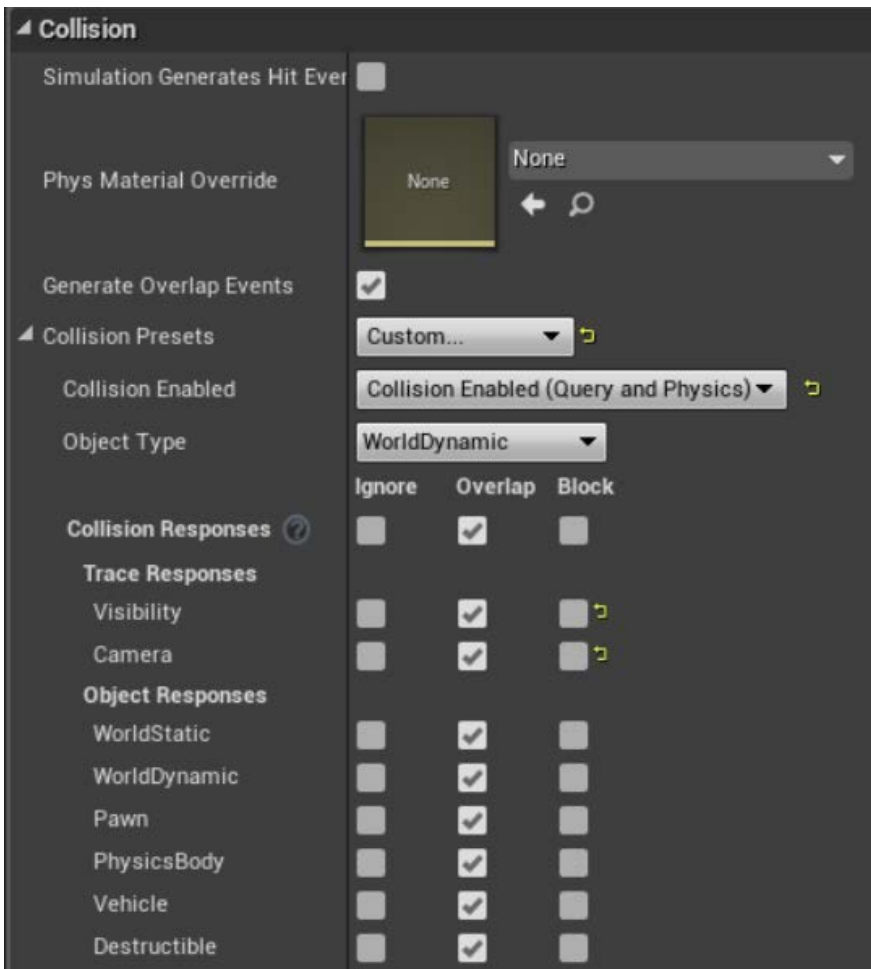 Collision
Simulation Generates Hit Ever
Phys Material Override
None
None
Generate Overlap Events
Collision Presets
Custom...
Collision Enabled
Collision Enabled (Query and Physics)
Object Type
WorldDynamic
Ignore Overlap Block
Collision Responses ?
Trace Responses
Visibility
Camera
Object Responses
WorldStatic
WorldDynamic
Pawn
PhysicsBody
Vehicle
Destructible